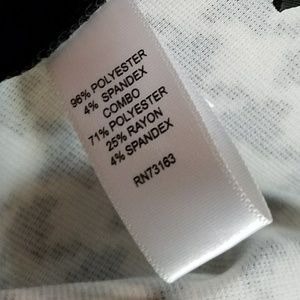 96% POLYESTER
4% SPANDEX
COMBO
71% POLYESTER
25% RAYON
4% SPANDEX
RN73163